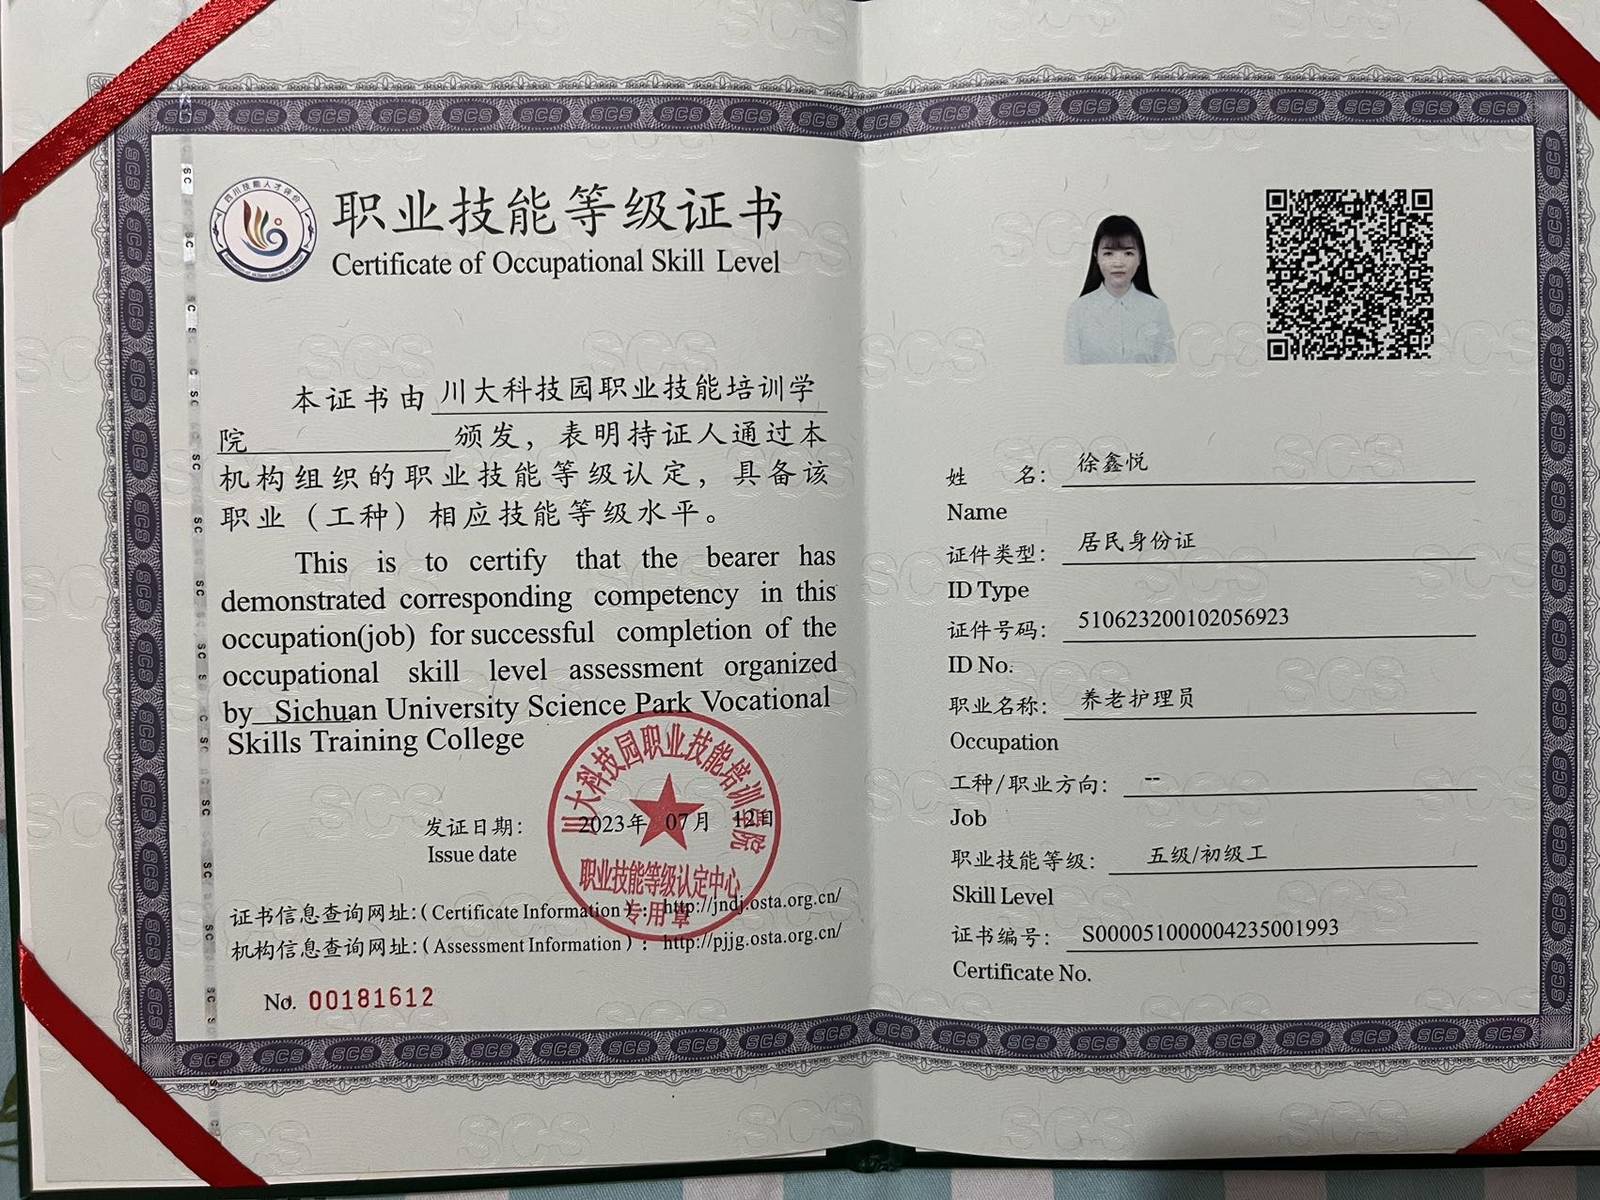 四川技能人才评价
职业技能等级证书
Certificate of Occupational Skill Level
本证书由 川大科技园职业技能培训学
院 颁发，表明持证人通过本
机构组织的职业技能等级认定，具备该
职业（工种）相应技能等级水平。
This is to certify that the bearer has
demonstrated corresponding competency in this
occupation(job) for successful completion of the
occupational skill level assessment organized
by Sichuan University Science Park Vocational
Skills Training College
发证日期： 2023年 07月 12日
Issue date
川大科技园职业技能培训学院
职业技能等级认定中心
专用章
证书信息查询网址：(Certificate Information)： http://jndj.osta.org.cn/
机构信息查询网址：(Assessment Information)： http://pjjg.osta.org.cn/
No. 00181612
姓 名： 徐鑫悦
Name
证件类型： 居民身份证
ID Type
证件号码： 510623200102056923
ID No.
职业名称： 养老护理员
Occupation
工种/职业方向： --
Job
职业技能等级： 五级/初级工
Skill Level
证书编号： S000051000004235001993
Certificate No.